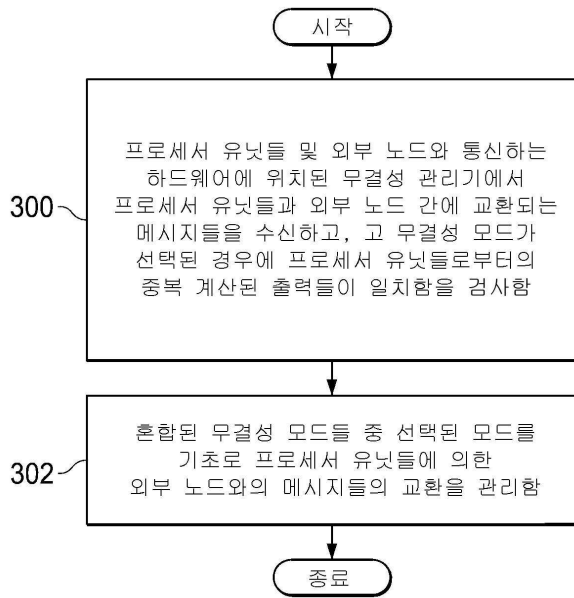 시작
300
프로세서 유닛들 및 외부 노드와 통신하는
하드웨어에 위치된 무결성 관리기에서
프로세서 유닛들과 외부 노드 간에 교환되는
메시지들을 수신하고, 고 무결성 모드가
선택된 경우에 프로세서 유닛들로부터의
중복 계산된 출력들이 일치함을 검사함
302
혼합된 무결성 모드들 중 선택된 모드를
기초로 프로세서 유닛들에 의한
외부 노드와의 메시지들의 교환을 관리함
종료